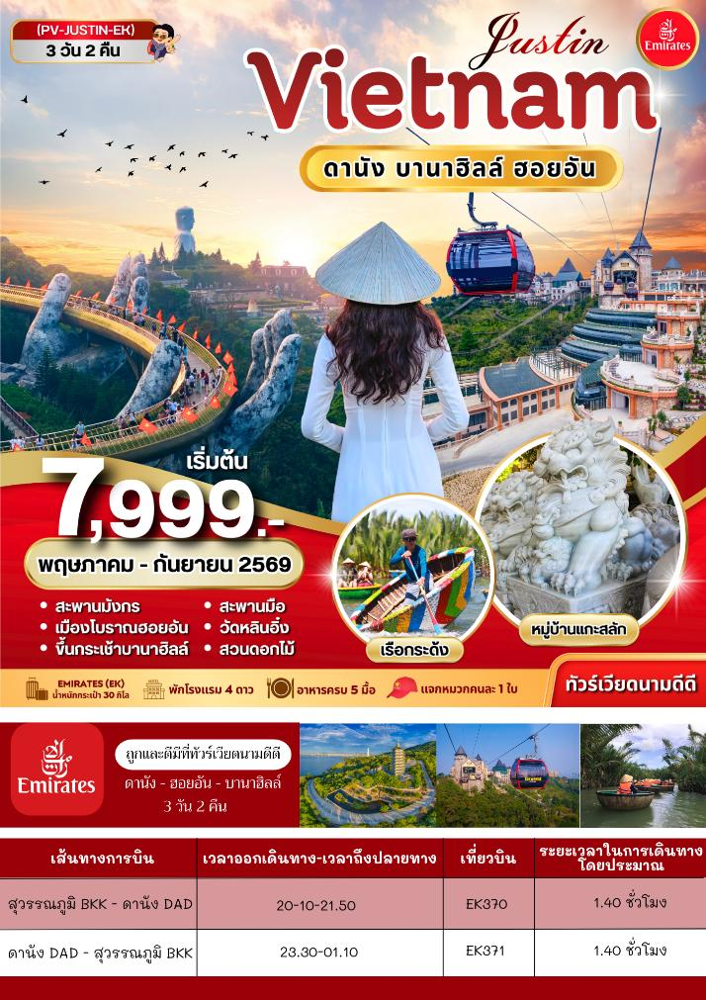 (PV-JUSTIN-EK)
3 วัน 2 คืน
Justin
Emirates
Vietnam
ดานัง บานาฮิลล์ ฮอยอัน
เริ่มต้น
7,999.-
พฤษภาคม - กันยายน 2569
• สะพานมังกร
• สะพานมือ
• เมืองโบราณฮอยอัน
• วัดหลินอึ๋ง
• ขึ้นกระเช้าบานาฮิลล์
• สวนดอกไม้
เรือกระด้ง
หมู่บ้านแกะสลัก
EMIRATES (EK)
น้ำหนักกระเป๋า 30 กิโล
พักโรงแรม 4 ดาว
อาหารครบ 5 มื้อ
แจกหมวกคนละ 1 ใบ
ทัวร์เวียดนามดีดี
Emirates
ถูกและดีมีที่ทัวร์เวียดนามดีดี
ดานัง - ฮอยอัน - บานาฮิลล์
3 วัน 2 คืน
เส้นทางการบิน เวลาออกเดินทาง-เวลาถึงปลายทาง เที่ยวบิน ระยะเวลาในการเดินทาง
โดยประมาณ
สุวรรณภูมิ BKK - ดานัง DAD 20-10-21.50 EK370 1.40 ชั่วโมง
ดานัง DAD - สุวรรณภูมิ BKK 23.30-01.10 EK371 1.40 ชั่วโมง